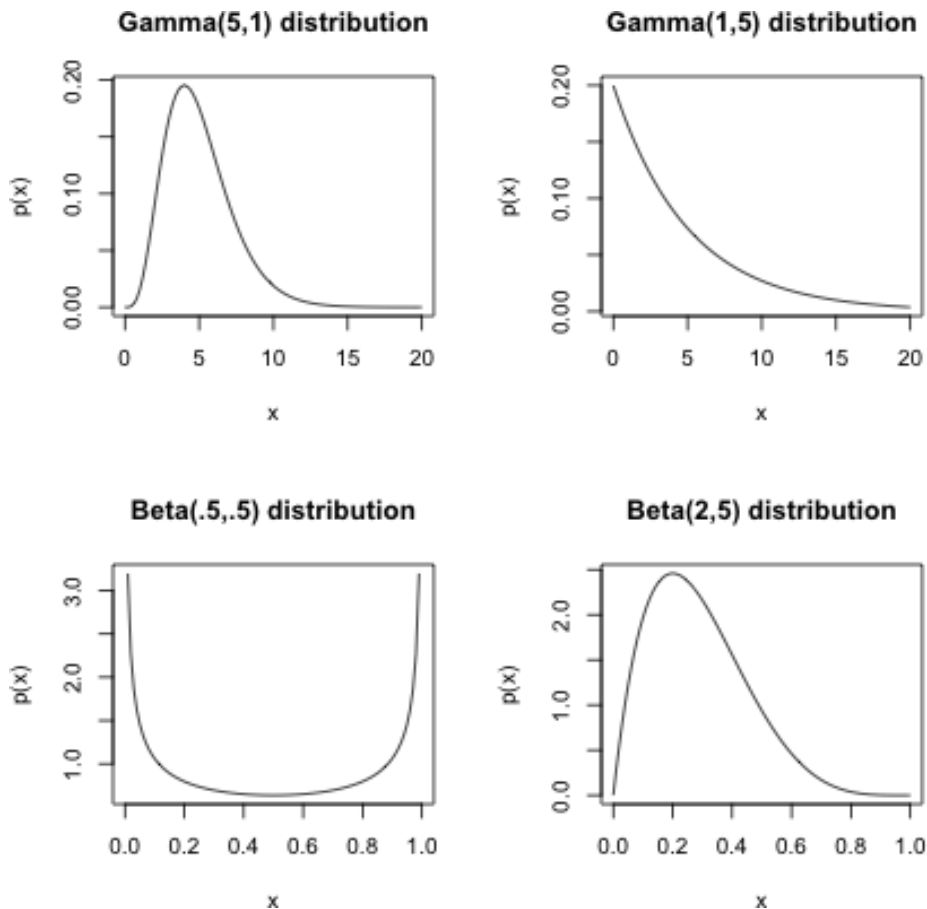 Gamma(5,1) distribution
p(x)
0.00 0.10 0.20
0 5 10 15 20
x
Gamma(1,5) distribution
p(x)
0.00 0.10 0.20
0 5 10 15 20
x
Beta(.5,.5) distribution
p(x)
1.0 2.0 3.0
0.0 0.2 0.4 0.6 0.8 1.0
x
Beta(2,5) distribution
p(x)
0.0 1.0 2.0
0.0 0.2 0.4 0.6 0.8 1.0
x